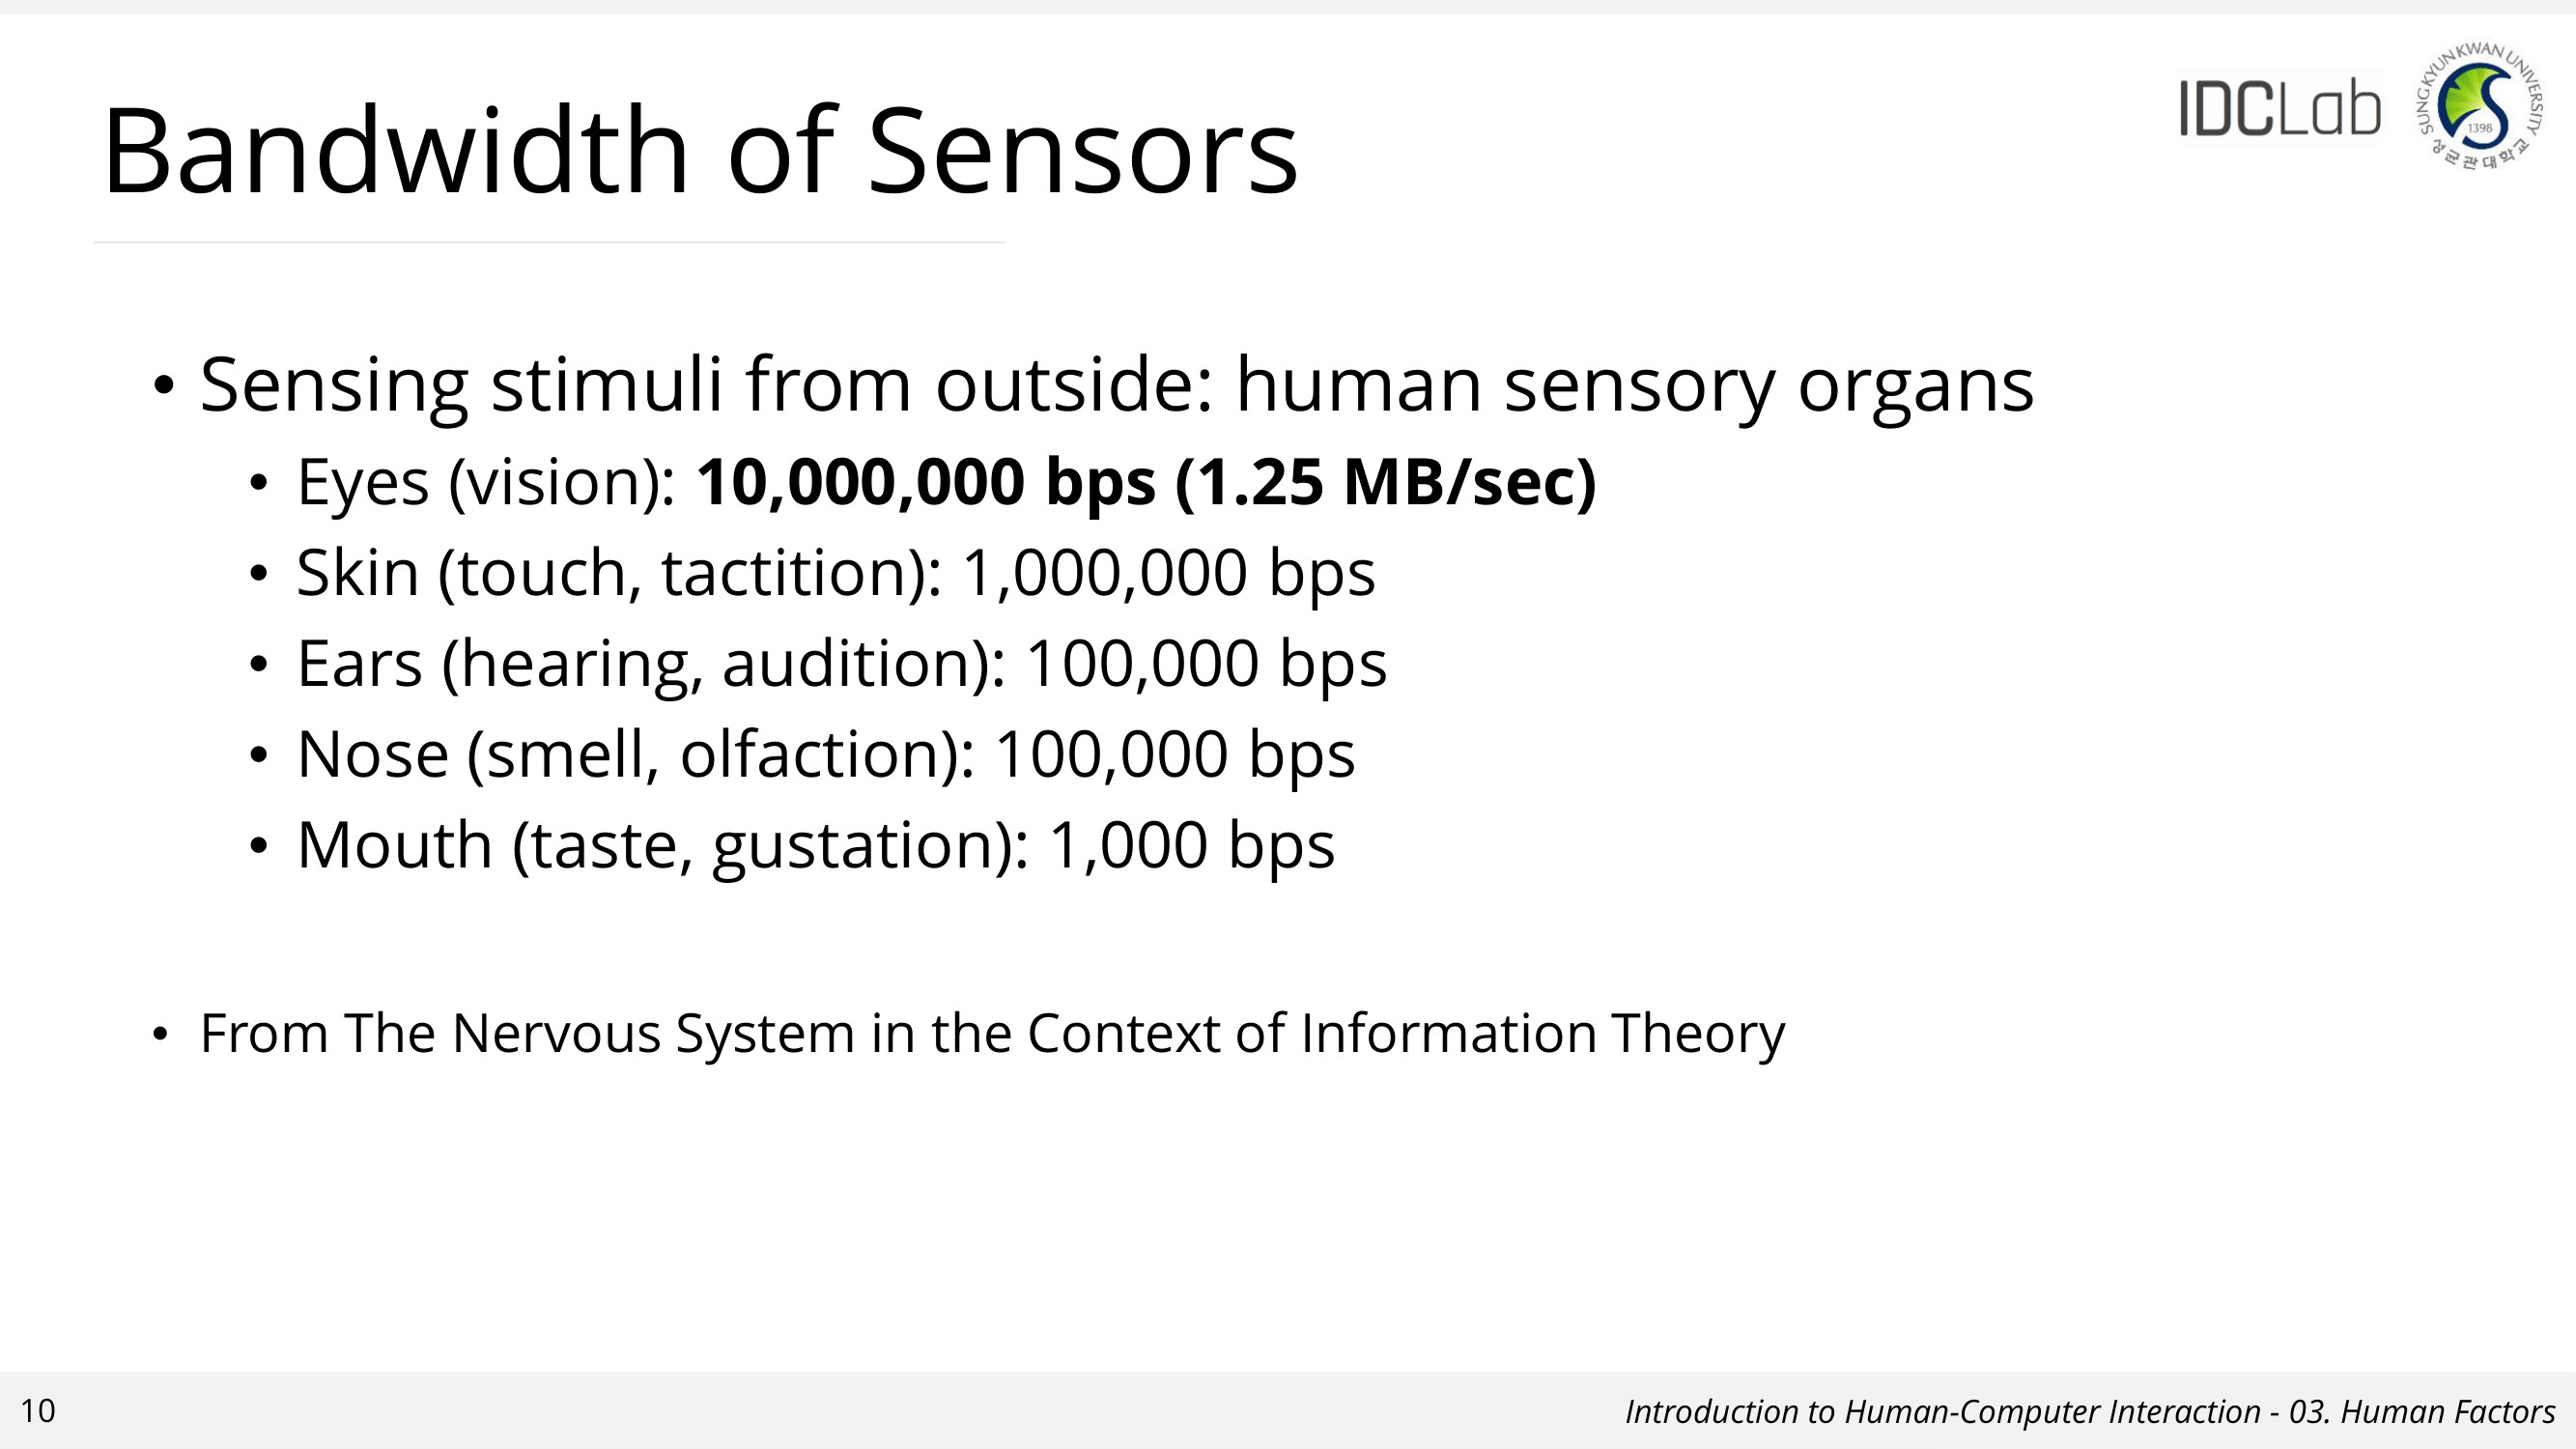 Bandwidth of Sensors
IDCLab
SUNGKYUNKWAN UNIVERSITY
1398
성균관대학교
• Sensing stimuli from outside: human sensory organs
• Eyes (vision): 10,000,000 bps (1.25 MB/sec)
• Skin (touch, tactition): 1,000,000 bps
• Ears (hearing, audition): 100,000 bps
• Nose (smell, olfaction): 100,000 bps
• Mouth (taste, gustation): 1,000 bps
• From The Nervous System in the Context of Information Theory
10
Introduction to Human-Computer Interaction - 03. Human Factors